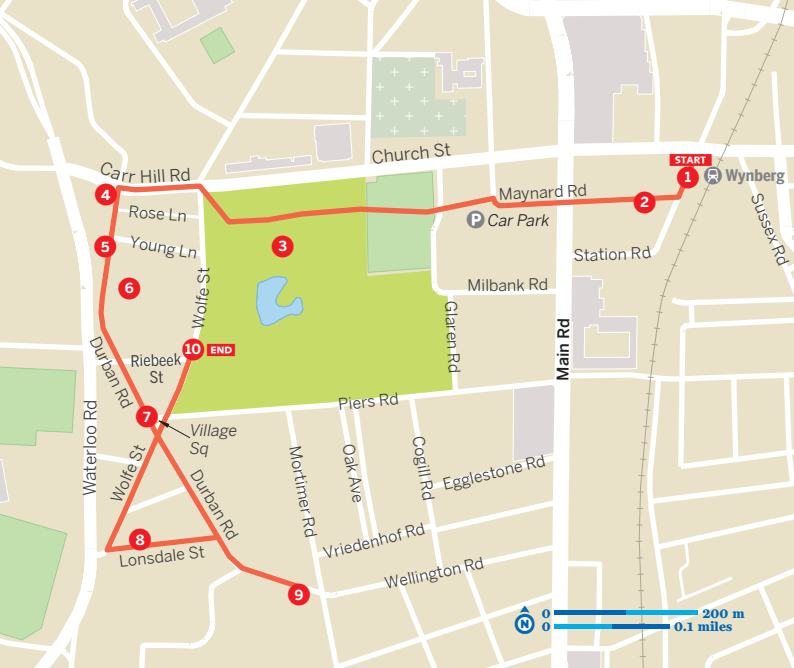 Church St
START
1
Wynberg
Carr Hill Rd
4
Maynard Rd
2
Rose Ln
P Car Park
Sussex Rd
5
Young Ln
3
Station Rd
6
Wolfe St
Milbank Rd
Glaren Rd
Main Rd
10 END
Durban Rd
Riebeek
St
Piers Rd
7
Village
Sq
Waterloo Rd
Wolfe St
Durban Rd
Mortimer Rd
Oak Ave
Cogill Rd
Egglestone Rd
8
Lonsdale St
Vriedenhof Rd
Wellington Rd
9
N
0 200 m
0 0.1 miles